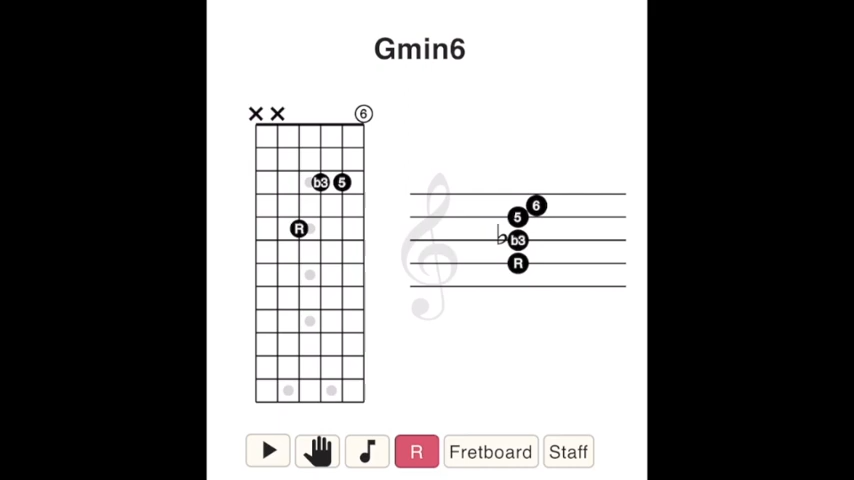 Gmin6
× × 6
b3 5
R
6
5
♭ b3
R
R Fretboard Staff